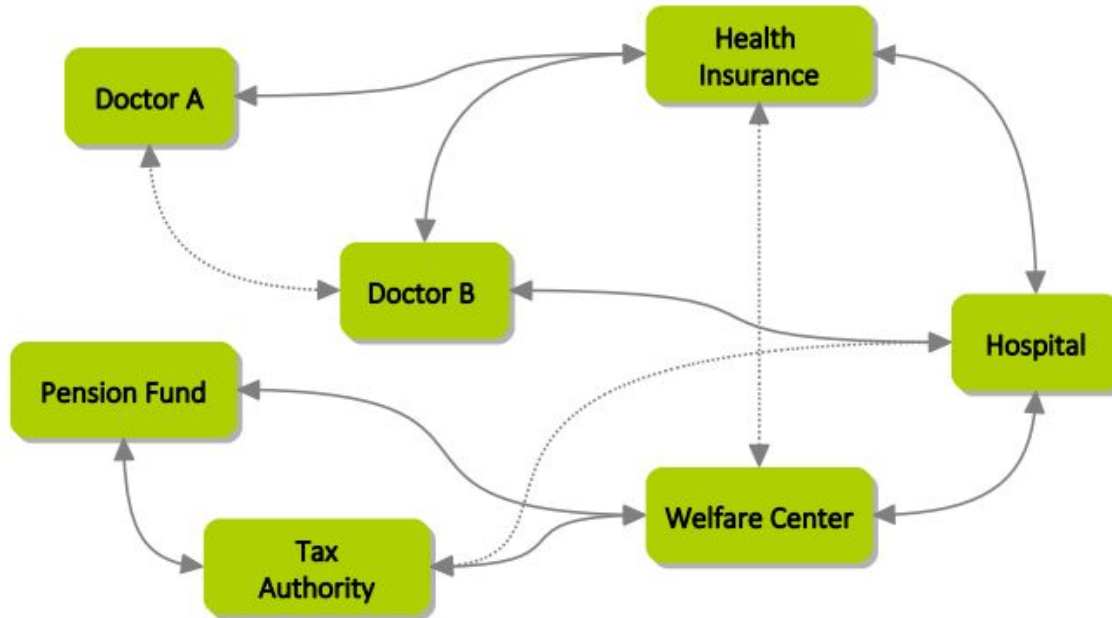 Health
Insurance
Doctor A
Doctor B
Hospital
Pension Fund
Welfare Center
Tax
Authority